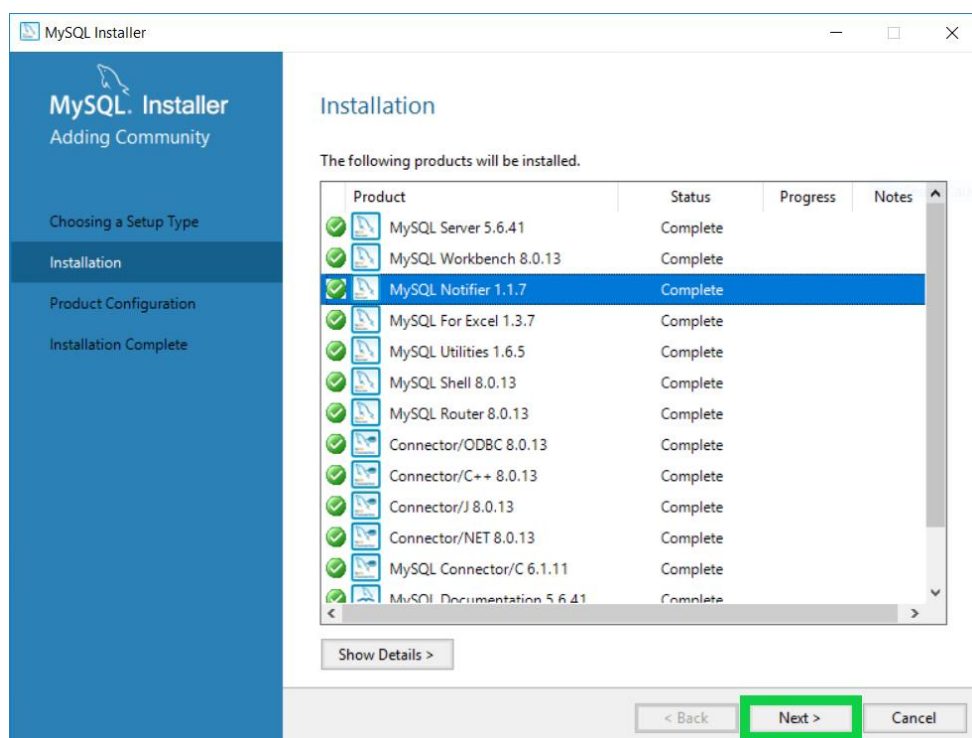 MySQL Installer
MySQL. Installer
Adding Community
Choosing a Setup Type
Installation
Product Configuration
Installation Complete
Installation
The following products will be installed.
Product Status Progress Notes
MySQL Server 5.6.41 Complete
MySQL Workbench 8.0.13 Complete
MySQL Notifier 1.1.7 Complete
MySQL For Excel 1.3.7 Complete
MySQL Utilities 1.6.5 Complete
MySQL Shell 8.0.13 Complete
MySQL Router 8.0.13 Complete
Connector/ODBC 8.0.13 Complete
Connector/C++ 8.0.13 Complete
Connector/J 8.0.13 Complete
Connector/NET 8.0.13 Complete
MySQL Connector/C 6.1.11 Complete
MySQL Documentation 5.6.41 Complete
Show Details >
< Back Next > Cancel